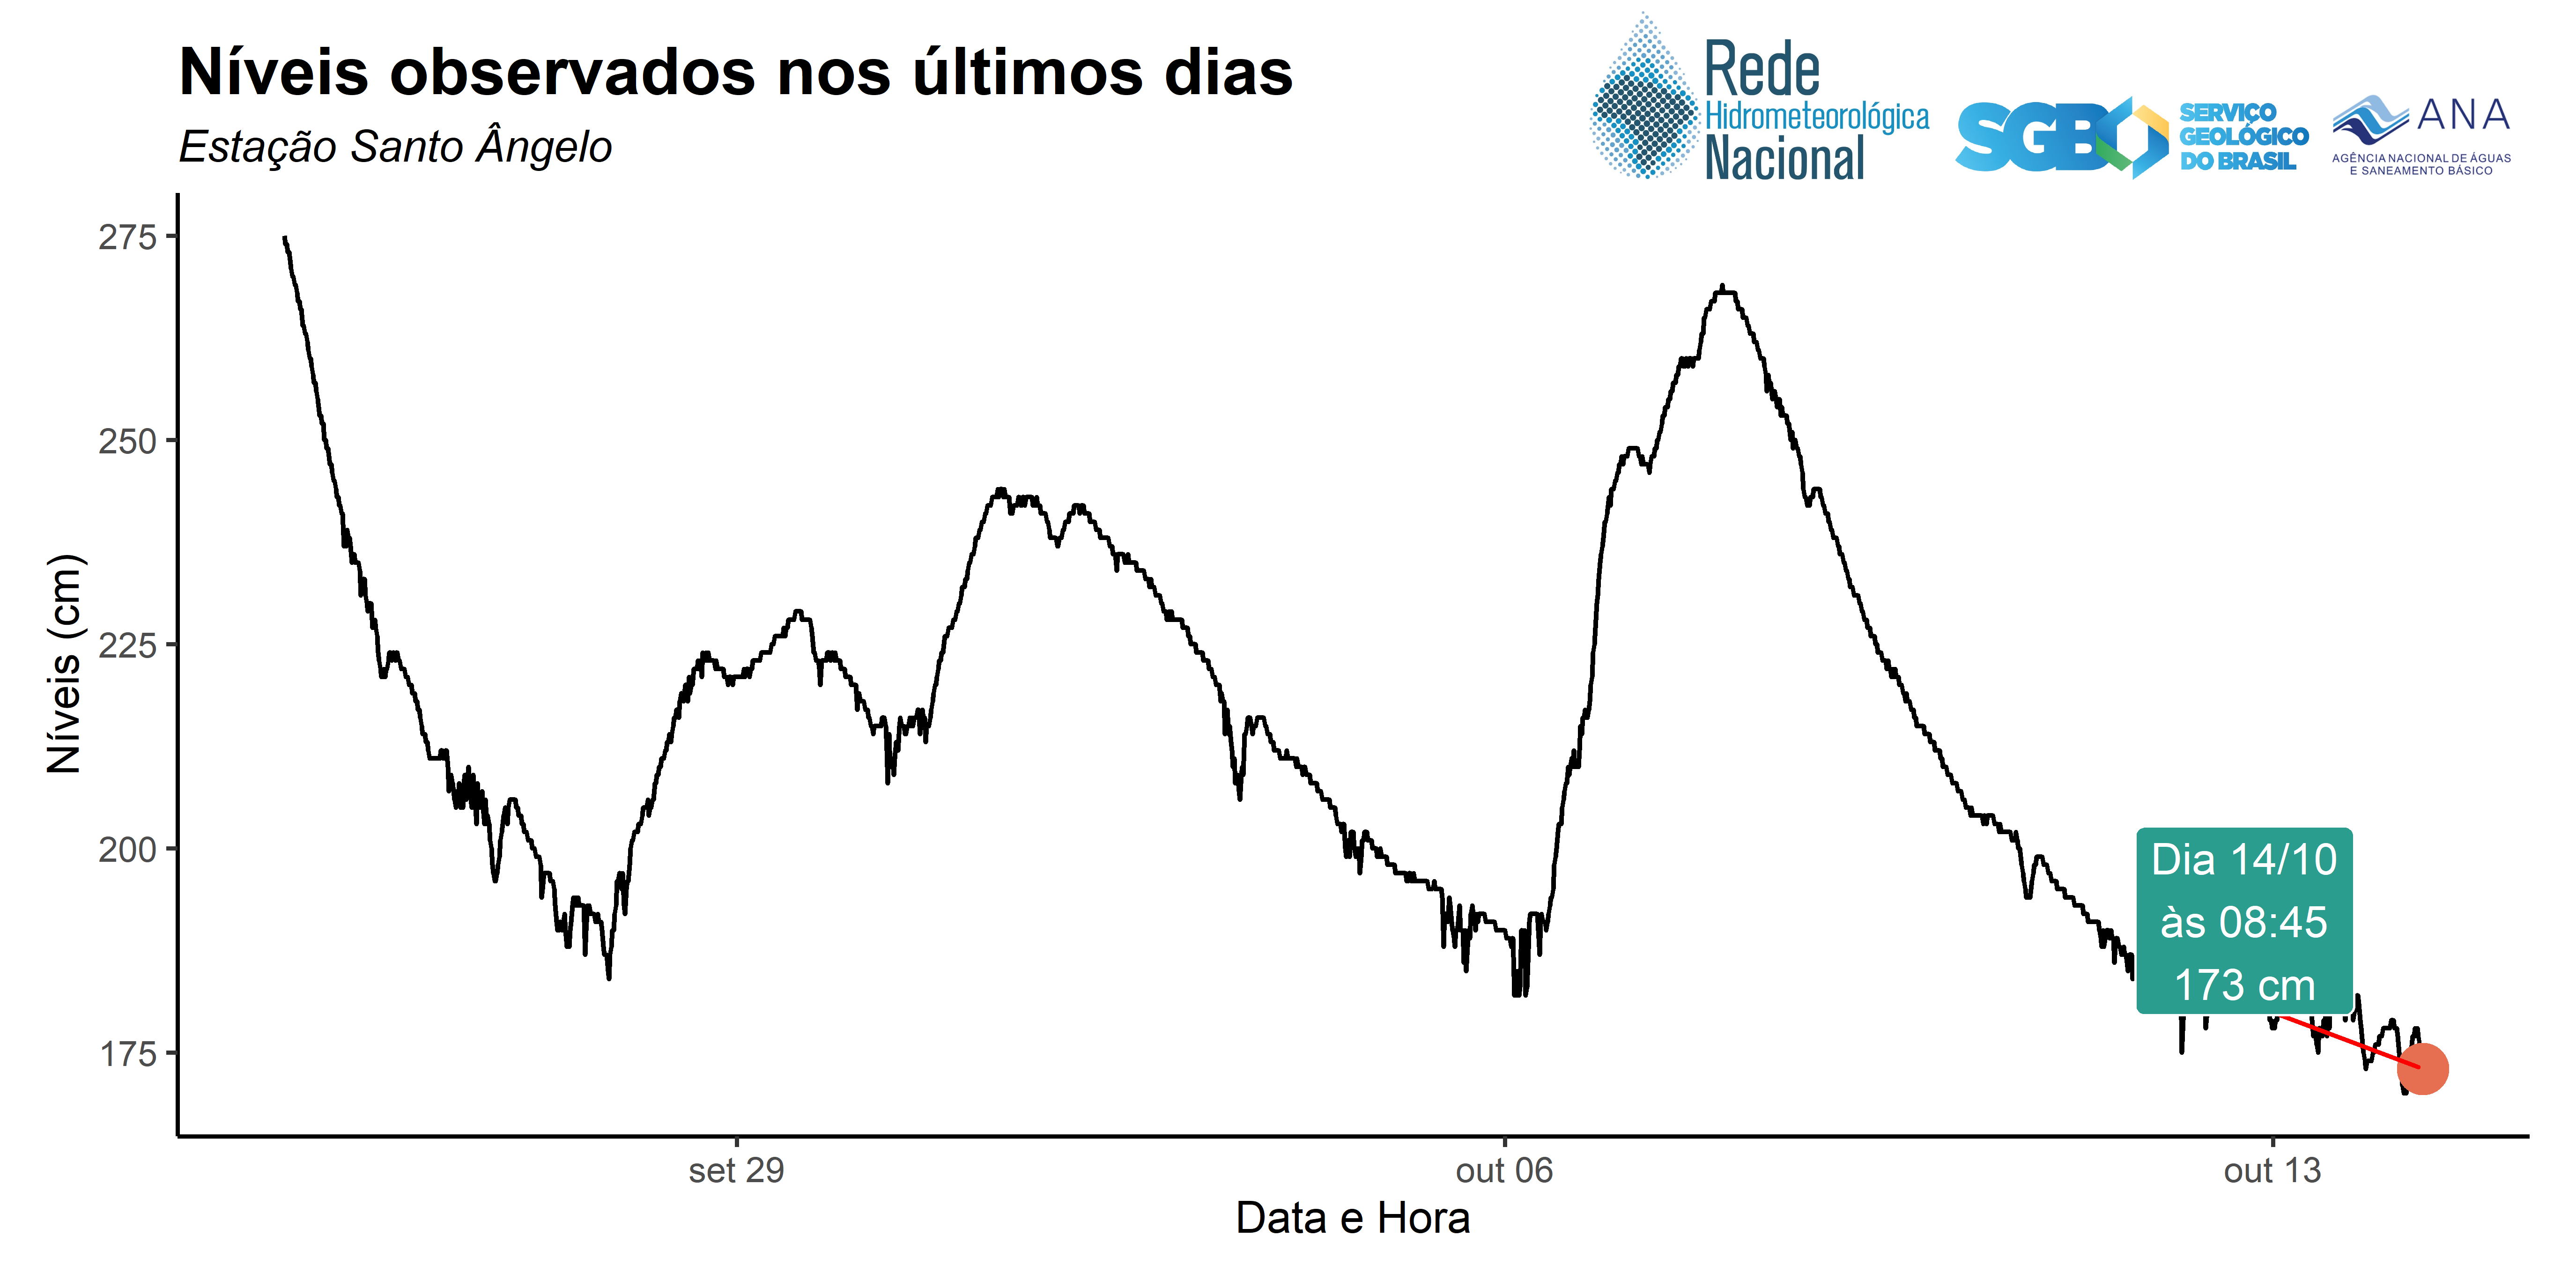 Níveis observados nos últimos dias
Estação Santo Ângelo
Rede
Hidrometeorológica
Nacional
SGB
SERVIÇO
GEOLÓGICO
DO BRASIL
ANA
AGÊNCIA NACIONAL DE ÁGUAS
E SANEAMENTO BÁSICO
Níveis (cm)
275
250
225
200
175
Dia 14/10
às 08:45
173 cm
set 29
out 06
out 13
Data e Hora